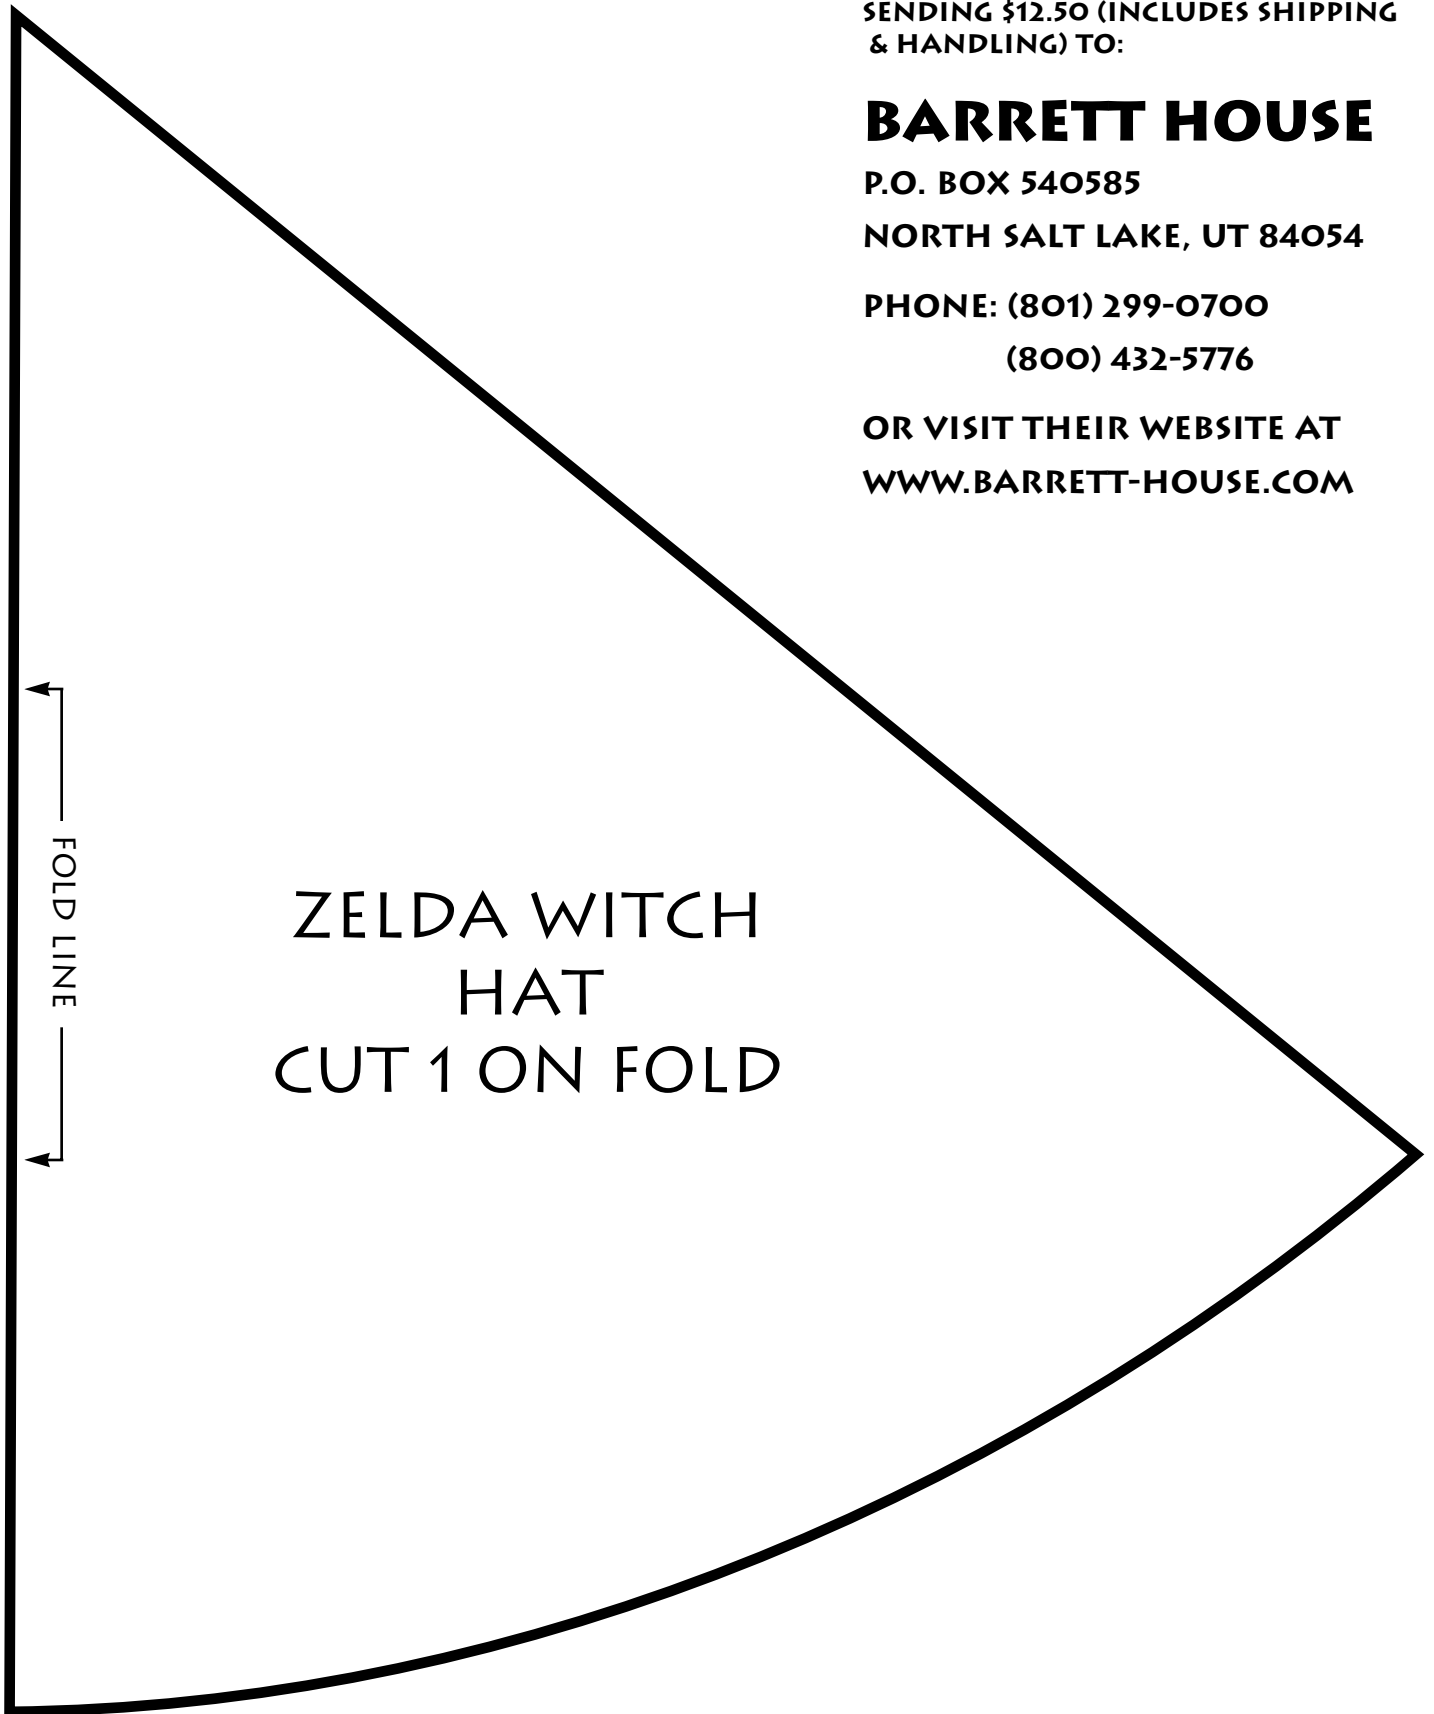 SENDING $12.50 (INCLUDES SHIPPING
& HANDLING) TO:
BARRETT HOUSE
P.O. BOX 540585
NORTH SALT LAKE, UT 84054
PHONE: (801) 299-0700
(800) 432-5776
OR VISIT THEIR WEBSITE AT
WWW.BARRETT-HOUSE.COM
FOLD LINE
ZELDA WITCH
HAT
CUT 1 ON FOLD